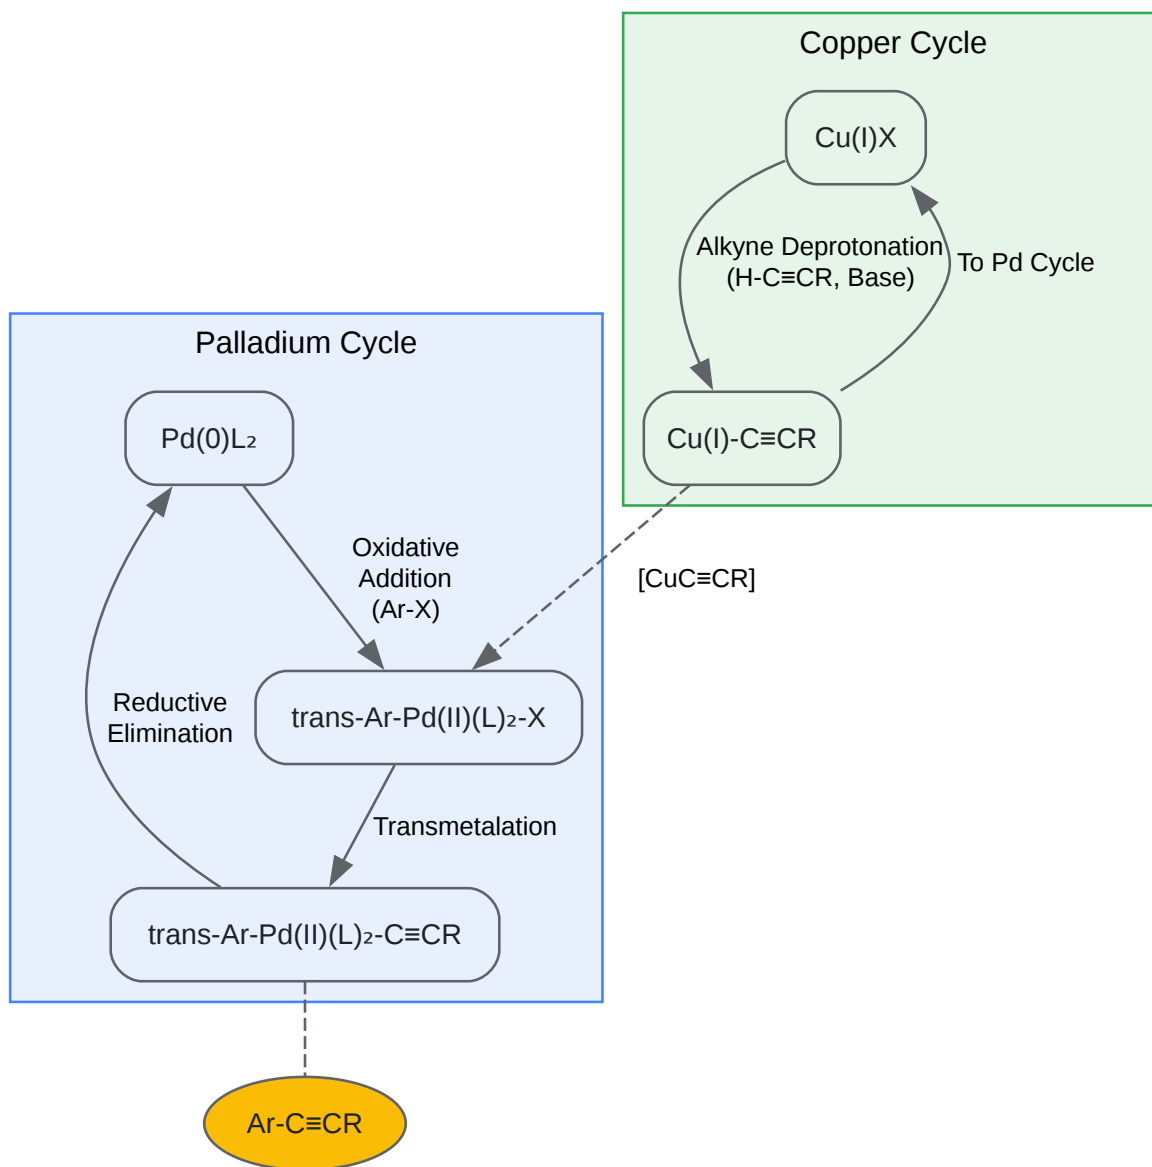 Copper Cycle
Cu(I)X
Alkyne Deprotonation
(H-C≡CR, Base)
To Pd Cycle
Cu(I)-C≡CR
[CuC≡CR]
Palladium Cycle
Pd(0)L₂
Oxidative
Addition
(Ar-X)
trans-Ar-Pd(II)(L)₂-X
Reductive
Elimination
Transmetalation
trans-Ar-Pd(II)(L)₂-C≡CR
Ar-C≡CR